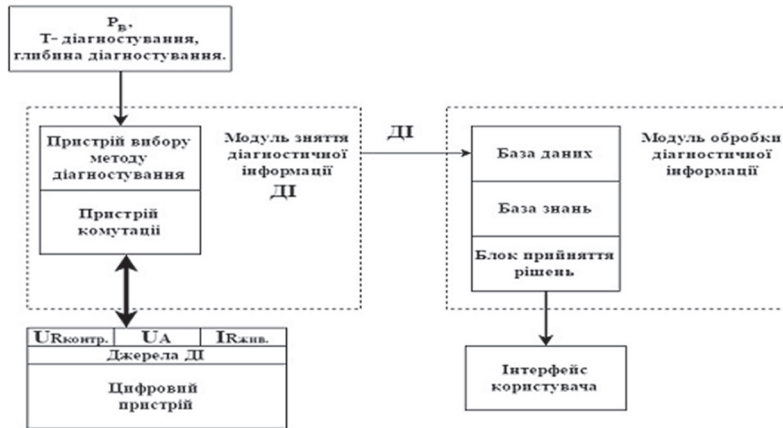 PВ,
Т- діагностування,
глибина діагностування.
Пристрій вибору
методу
діагностування
Пристрій
комутації
Модуль зняття
діагностичної
інформації
ДІ
ДІ
База даних
База знань
Блок прийняття
рішень
Модуль обробки
діагностичної
інформації
URконтр.
UА
IRжив.
Джерела ДІ
Цифровий
пристрій
Інтерфейс
користувача